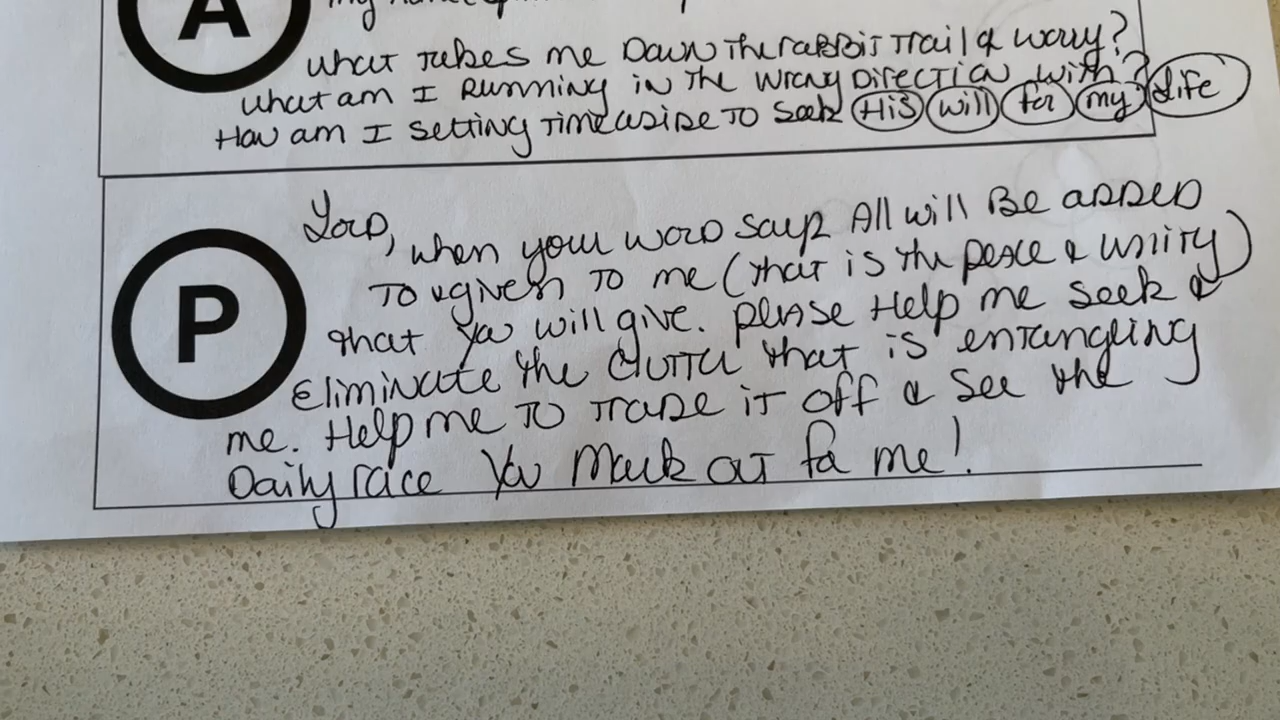 A
What takes me Down The rabbit Trail & worry?
What am I Running in The Wrong Direction with?
How am I setting Time aside TO Seek His will for my Life
P
Lord, when your word says All will Be added
TO & given TO me (that is the peace & unity)
that You will give. Please Help me seek &
Eliminate the Clutter that is entangling
me. Help me TO Trade it off & See the
Daily race You Mark out for me!